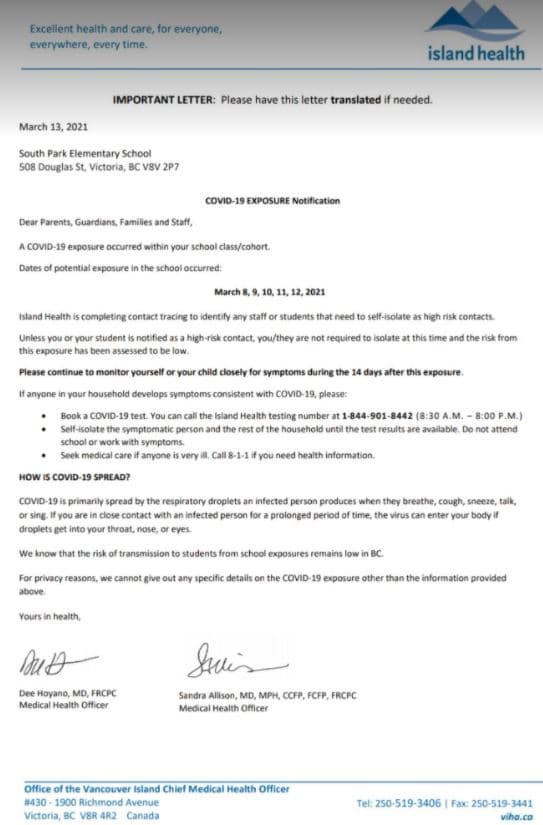 Excellent health and care, for everyone,
everywhere, every time.
island health
IMPORTANT LETTER: Please have this letter translated if needed.
March 13, 2021
South Park Elementary School
508 Douglas St, Victoria, BC V8V 2P7
COVID-19 EXPOSURE Notification
Dear Parents, Guardians, Families and Staff,
A COVID-19 exposure occurred within your school class/cohort.
Dates of potential exposure in the school occurred:
March 8, 9, 10, 11, 12, 2021
Island Health is completing contact tracing to identify any staff or students that need to self-isolate as high risk contacts.
Unless you or your student is notified as a high-risk contact, you/they are not required to isolate at this time and the risk from
this exposure has been assessed to be low.
Please continue to monitor yourself or your child closely for symptoms during the 14 days after this exposure.
If anyone in your household develops symptoms consistent with COVID-19, please:
• Book a COVID-19 test. You can call the Island Health testing number at 1-844-901-8442 (8:30 A.M. – 8:00 P.M.)
• Self-isolate the symptomatic person and the rest of the household until the test results are available. Do not attend
school or work with symptoms.
• Seek medical care if anyone is very ill. Call 8-1-1 if you need health information.
HOW IS COVID-19 SPREAD?
COVID-19 is primarily spread by the respiratory droplets an infected person produces when they breathe, cough, sneeze, talk,
or sing. If you are in close contact with an infected person for a prolonged period of time, the virus can enter your body if
droplets get into your throat, nose, or eyes.
We know that the risk of transmission to students from school exposures remains low in BC.
For privacy reasons, we cannot give out any specific details on the COVID-19 exposure other than the information provided
above.
Yours in health,
Dee Hoyano, MD, FRCPC
Medical Health Officer
Sandra Allison, MD, MPH, CCFP, FCFP, FRCPC
Medical Health Officer
Office of the Vancouver Island Chief Medical Health Officer
#430 - 1900 Richmond Avenue
Victoria, BC V8R 4R2 Canada
Tel: 250-519-3406 | Fax: 250-519-3441
viha.ca